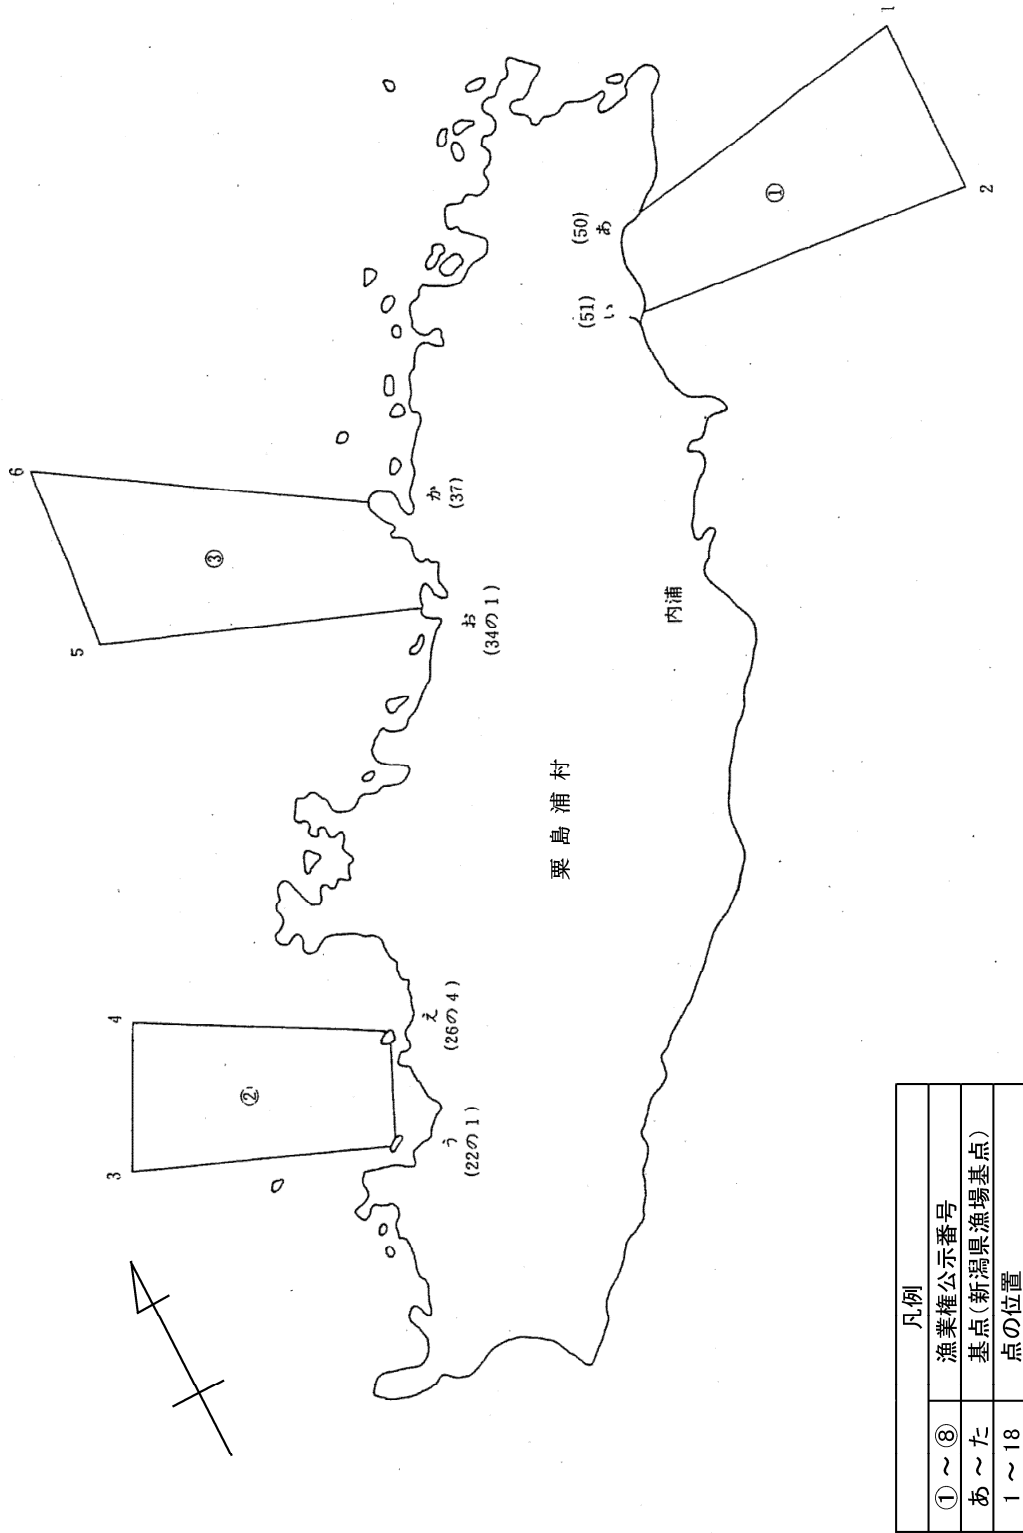 1
2
①
(50)
あ
(51)
い
6
5
③
か
(37)
お
(34の1)
内浦
粟島浦村
4
3
②
え
(26の4)
う
(22の1)
凡例
①～⑧ 漁業権公示番号
あ～た 基点(新潟県漁場基点)
1～18 点の位置